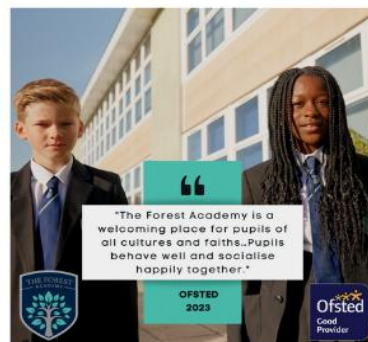 "The Forest Academy is a
welcoming place for pupils of
all cultures and faiths...Pupils
behave well and socialise
happily together."
OFSTED
2023
THE FOREST
ACADEMY
Ofsted
Good
Provider